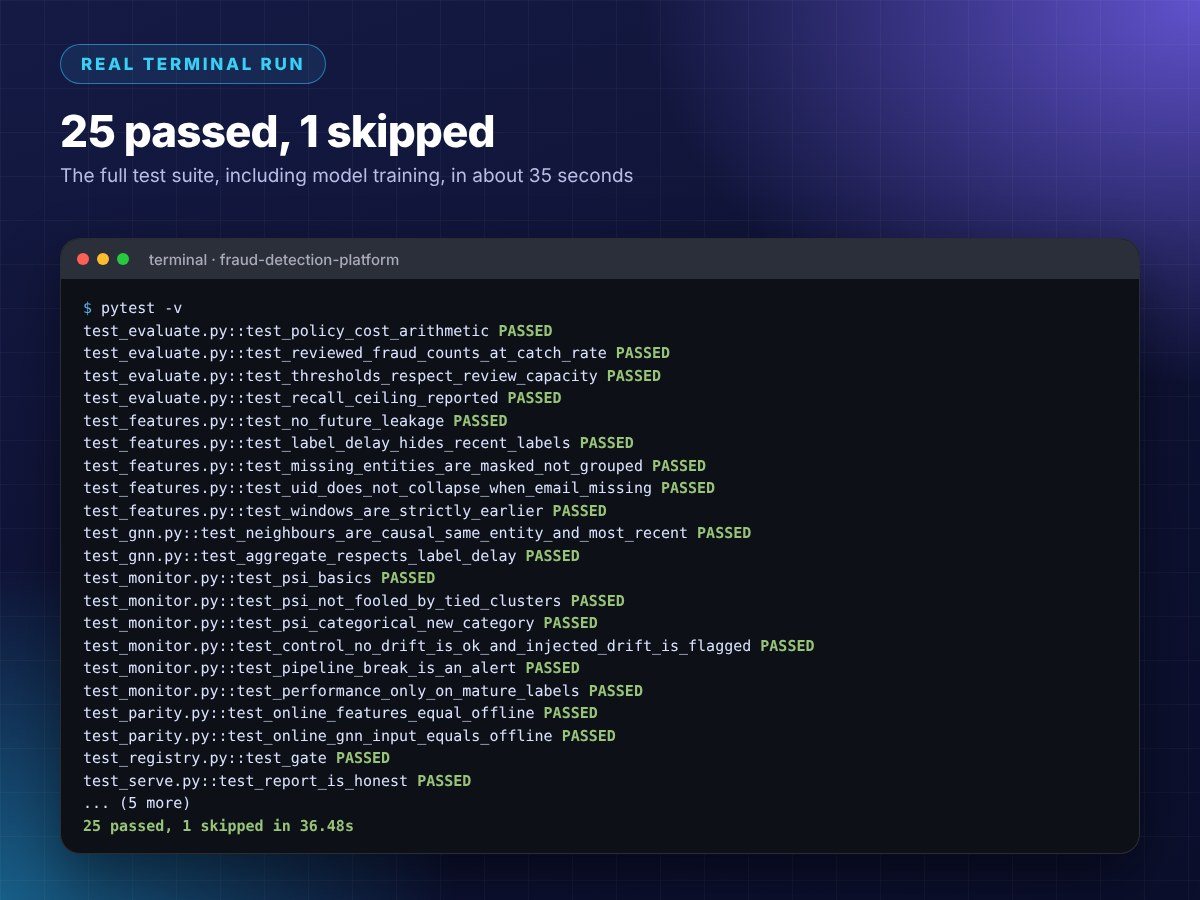 REAL TERMINAL RUN
25 passed, 1 skipped
The full test suite, including model training, in about 35 seconds
terminal · fraud-detection-platform
$ pytest -v
test_evaluate.py::test_policy_cost_arithmetic PASSED
test_evaluate.py::test_reviewed_fraud_counts_at_catch_rate PASSED
test_evaluate.py::test_thresholds_respect_review_capacity PASSED
test_evaluate.py::test_recall_ceiling_reported PASSED
test_features.py::test_no_future_leakage PASSED
test_features.py::test_label_delay_hides_recent_labels PASSED
test_features.py::test_missing_entities_are_masked_not_grouped PASSED
test_features.py::test_uid_does_not_collapse_when_email_missing PASSED
test_features.py::test_windows_are_strictly_earlier PASSED
test_gnn.py::test_neighbours_are_causal_same_entity_and_most_recent PASSED
test_gnn.py::test_aggregate_respects_label_delay PASSED
test_monitor.py::test_psi_basics PASSED
test_monitor.py::test_psi_not_fooled_by_tied_clusters PASSED
test_monitor.py::test_psi_categorical_new_category PASSED
test_monitor.py::test_control_no_drift_is_ok_and_injected_drift_is_flagged PASSED
test_monitor.py::test_pipeline_break_is_an_alert PASSED
test_monitor.py::test_performance_only_on_mature_labels PASSED
test_parity.py::test_online_features_equal_offline PASSED
test_parity.py::test_online_gnn_input_equals_offline PASSED
test_registry.py::test_gate PASSED
test_serve.py::test_report_is_honest PASSED
... (5 more)
25 passed, 1 skipped in 36.48s